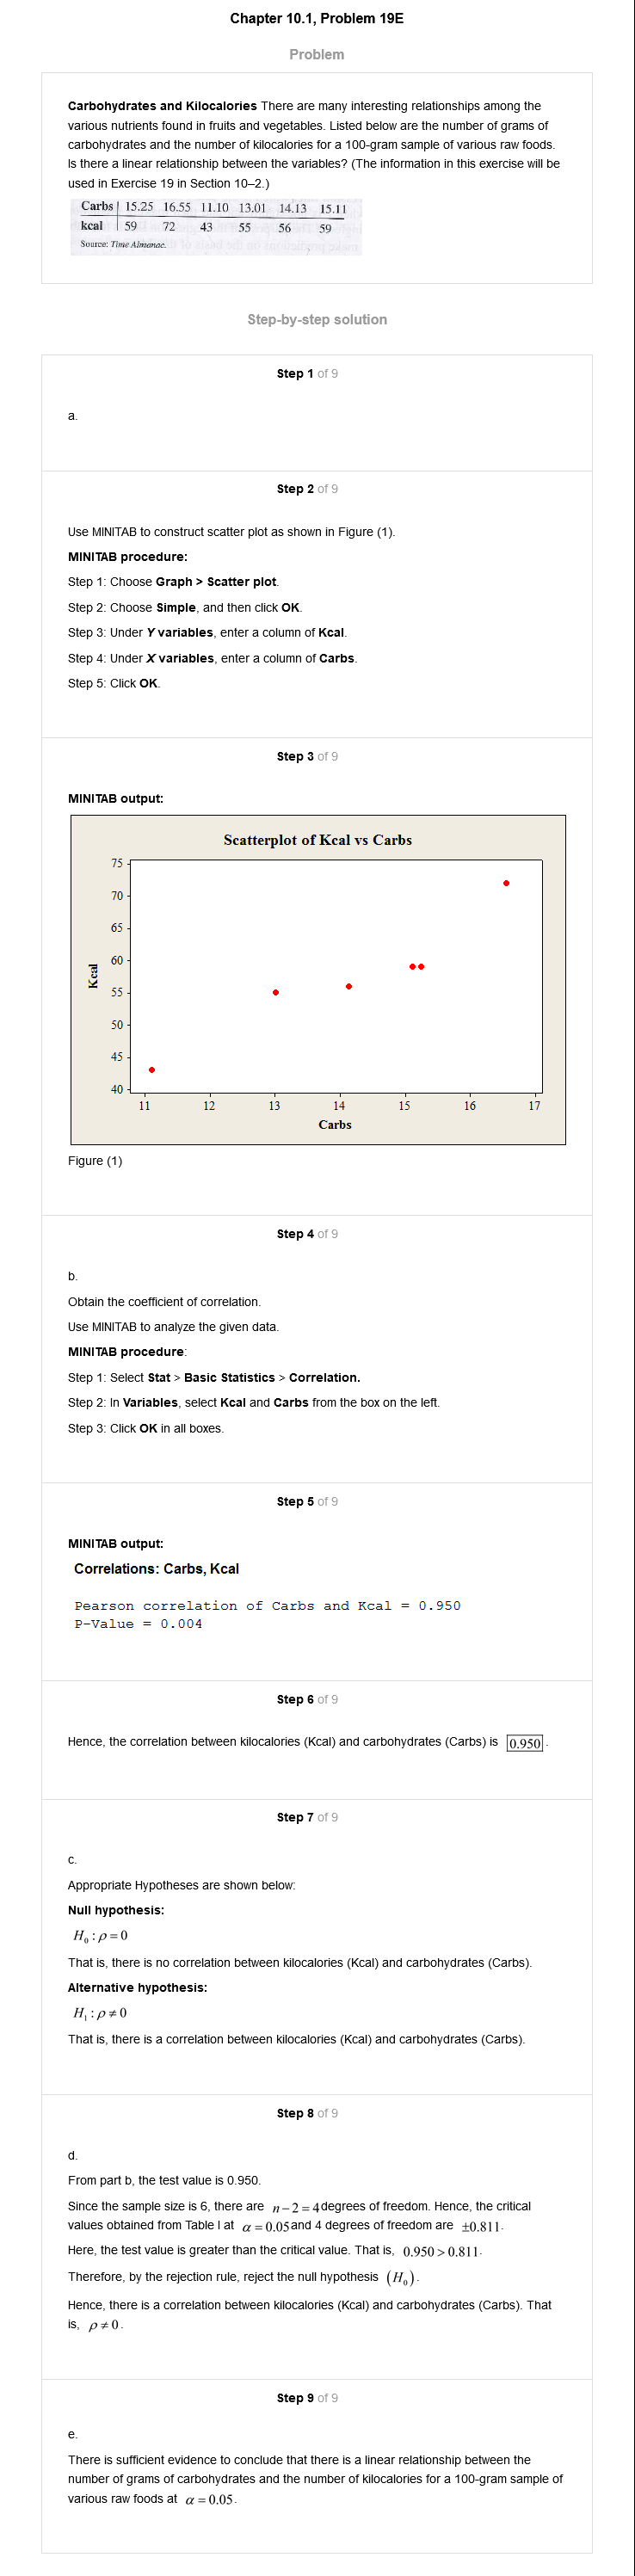 Chapter 10.1, Problem 19E
Problem
Carbohydrates and Kilocalories There are many interesting relationships among the
various nutrients found in fruits and vegetables. Listed below are the number of grams of
carbohydrates and the number of kilocalories for a 100-gram sample of various raw foods.
Is there a linear relationship between the variables? (The information in this exercise will be
used in Exercise 19 in Section 10–2.)
Carbs 15.25 16.55 11.10 13.01 14.13 15.11
kcal 59 72 43 55 56 59
Source: Time Almanac.
Step-by-step solution
Step 1 of 9
a.
Step 2 of 9
Use MINITAB to construct scatter plot as shown in Figure (1).
MINITAB procedure:
Step 1: Choose Graph > Scatter plot.
Step 2: Choose Simple, and then click OK.
Step 3: Under Y variables, enter a column of Kcal.
Step 4: Under X variables, enter a column of Carbs.
Step 5: Click OK.
Step 3 of 9
MINITAB output:
Scatterplot of Kcal vs Carbs
75
70
65
60
55
50
45
40
Kcal
11 12 13 14 15 16 17
Carbs
Figure (1)
Step 4 of 9
b.
Obtain the coefficient of correlation.
Use MINITAB to analyze the given data.
MINITAB procedure:
Step 1: Select Stat > Basic Statistics > Correlation.
Step 2: In Variables, select Kcal and Carbs from the box on the left.
Step 3: Click OK in all boxes.
Step 5 of 9
MINITAB output:
Correlations: Carbs, Kcal
Pearson correlation of Carbs and Kcal = 0.950
P-Value = 0.004
Step 6 of 9
Hence, the correlation between kilocalories (Kcal) and carbohydrates (Carbs) is 0.950.
Step 7 of 9
c.
Appropriate Hypotheses are shown below:
Null hypothesis:
H₀ : ρ = 0
That is, there is no correlation between kilocalories (Kcal) and carbohydrates (Carbs).
Alternative hypothesis:
H₁ : ρ ≠ 0
That is, there is a correlation between kilocalories (Kcal) and carbohydrates (Carbs).
Step 8 of 9
d.
From part b, the test value is 0.950.
Since the sample size is 6, there are n − 2 = 4 degrees of freedom. Hence, the critical
values obtained from Table I at α = 0.05 and 4 degrees of freedom are ±0.811.
Here, the test value is greater than the critical value. That is, 0.950 > 0.811.
Therefore, by the rejection rule, reject the null hypothesis (H₀).
Hence, there is a correlation between kilocalories (Kcal) and carbohydrates (Carbs). That
is, ρ ≠ 0.
Step 9 of 9
e.
There is sufficient evidence to conclude that there is a linear relationship between the
number of grams of carbohydrates and the number of kilocalories for a 100-gram sample of
various raw foods at α = 0.05.